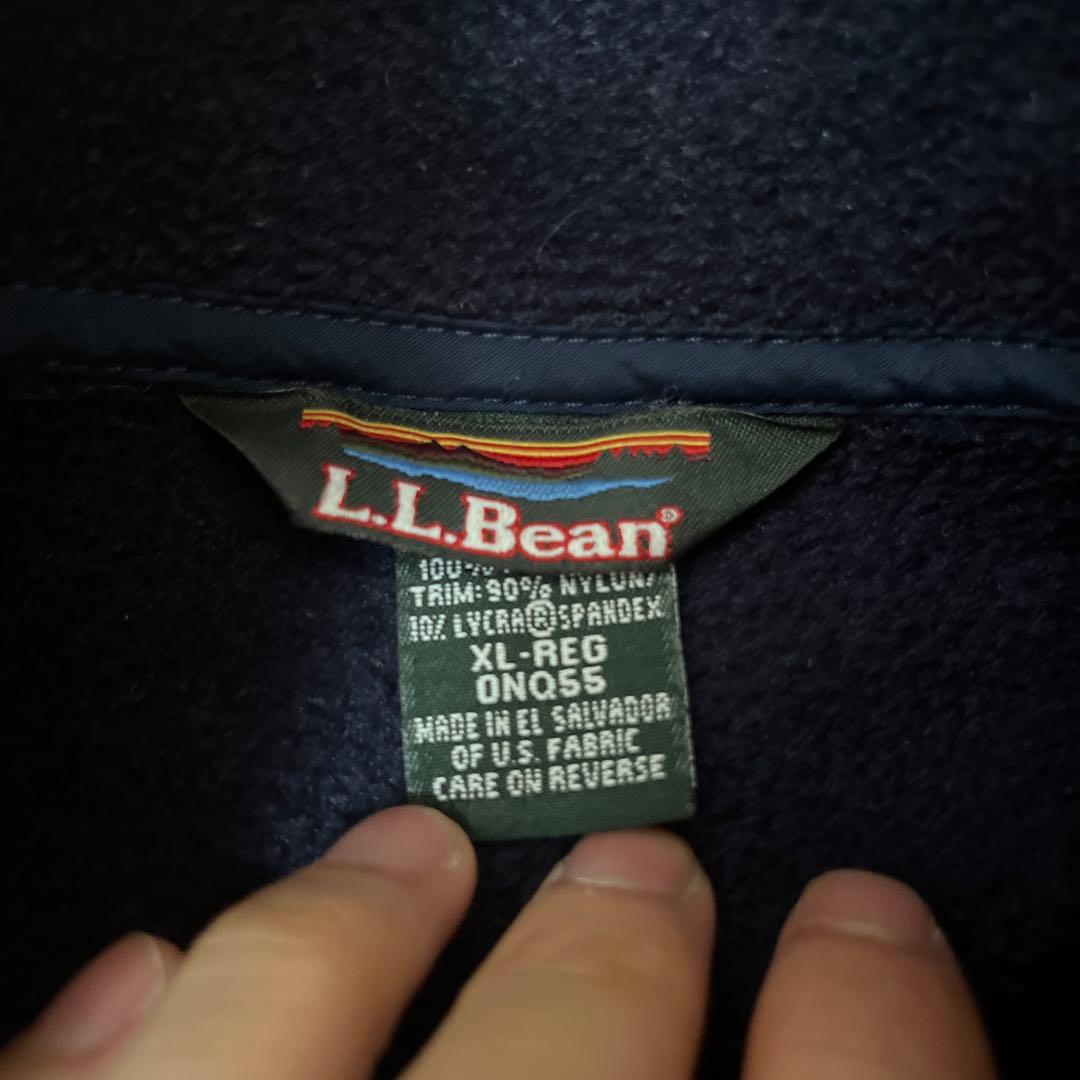 L.L.Bean®
100%
TRIM: 90% NYLON/
10% LYCRA®SPANDEX
XL-REG
0NQ55
MADE IN EL SALVADOR
OF U.S. FABRIC
CARE ON REVERSE